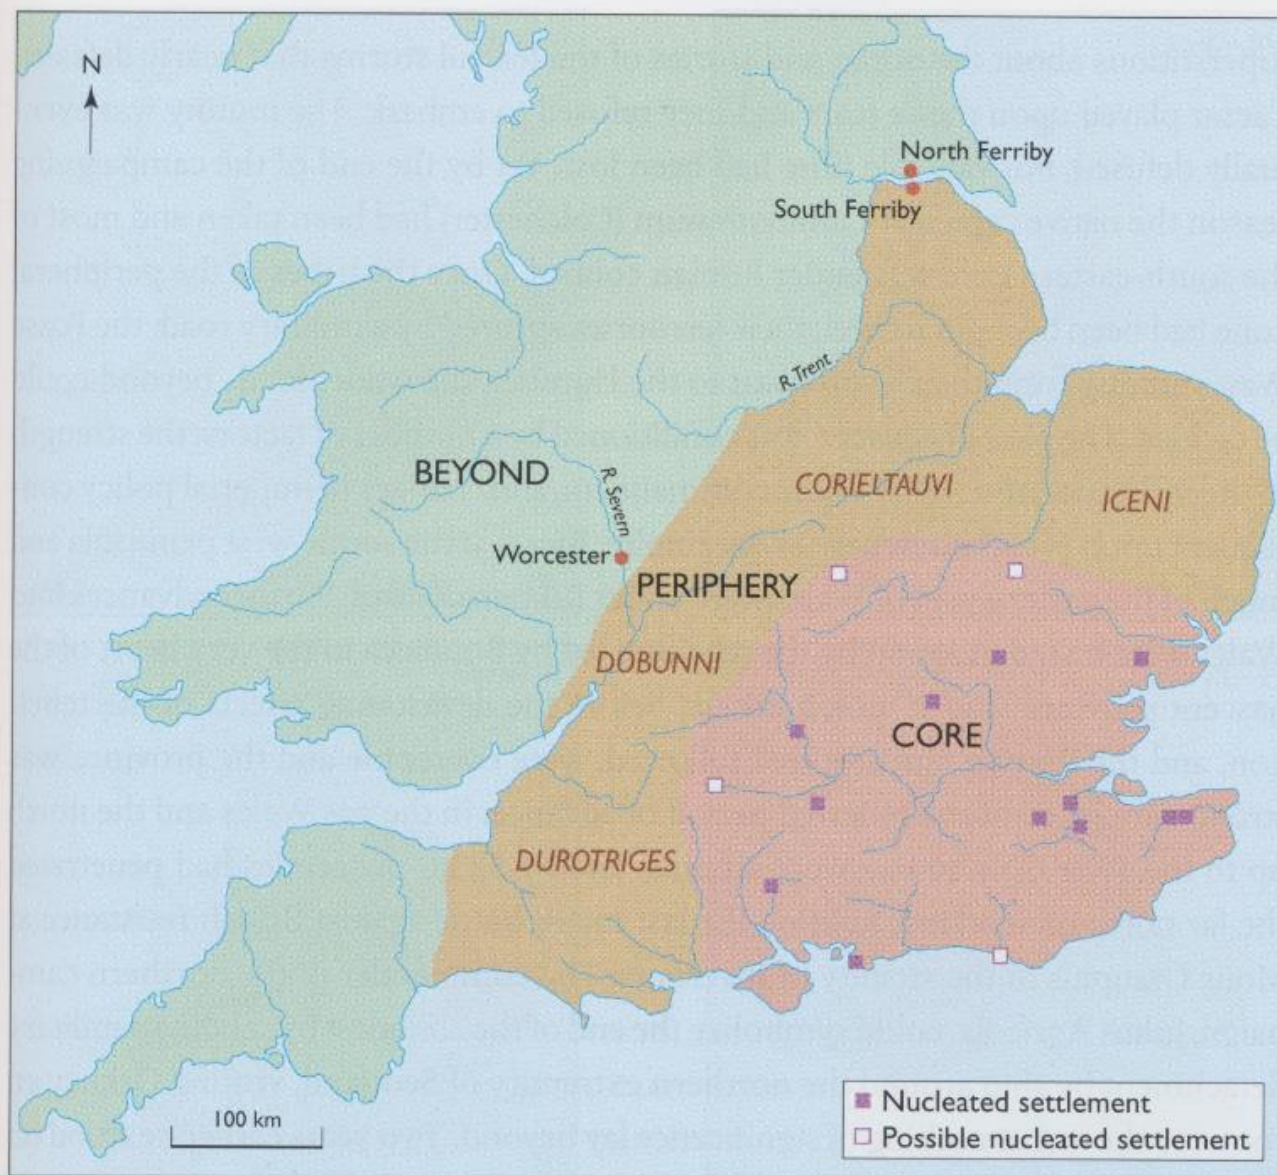 N
North Ferriby
South Ferriby
R. Trent
BEYOND
R. Severn
CORIELTAUVI
ICENI
Worcester
PERIPHERY
DOBUNNI
CORE
DUROTRIGES
100 km
Nucleated settlement
Possible nucleated settlement